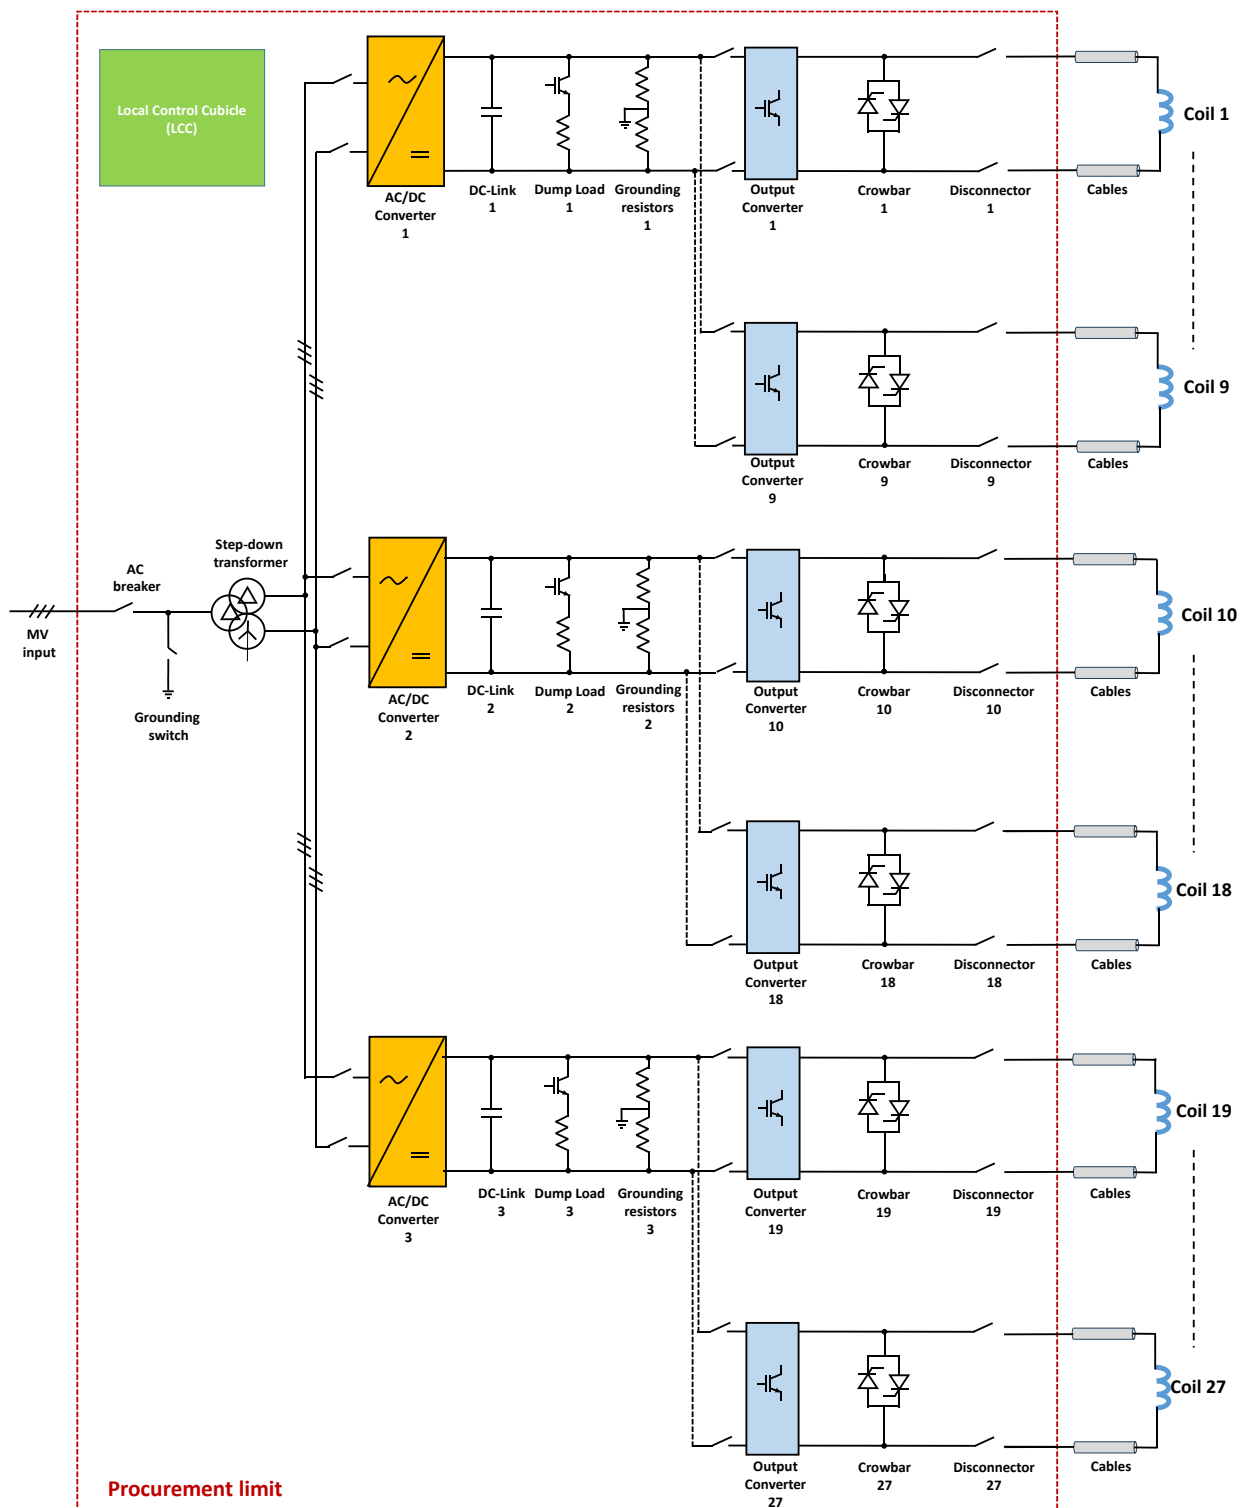 Local Control Cubicle
(LCC)
AC/DC
Converter
1
DC-Link
1
Dump Load
1
Grounding
resistors
1
Output
Converter
1
Crowbar
1
Disconnector
1
Cables
Coil 1
Output
Converter
9
Crowbar
9
Disconnector
9
Cables
Coil 9
MV
input
AC
breaker
Grounding
switch
Step-down
transformer
AC/DC
Converter
2
DC-Link
2
Dump Load
2
Grounding
resistors
2
Output
Converter
10
Crowbar
10
Disconnector
10
Cables
Coil 10
Output
Converter
18
Crowbar
18
Disconnector
18
Cables
Coil 18
AC/DC
Converter
3
DC-Link
3
Dump Load
3
Grounding
resistors
3
Output
Converter
19
Crowbar
19
Disconnector
19
Cables
Coil 19
Output
Converter
27
Crowbar
27
Disconnector
27
Cables
Coil 27
Procurement limit